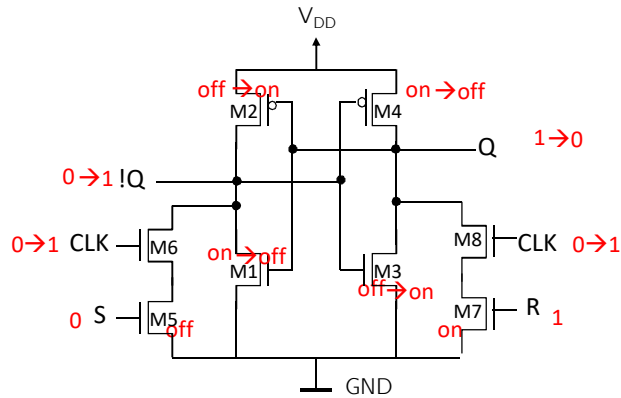 V_DD
off→on
M2
on→off
M4
Q
1→0
0→1 !Q
0→1 CLK
M6
on→off
M1
off→on
M3
M8
CLK 0→1
0 S
M5
off
M7
on
R 1
GND